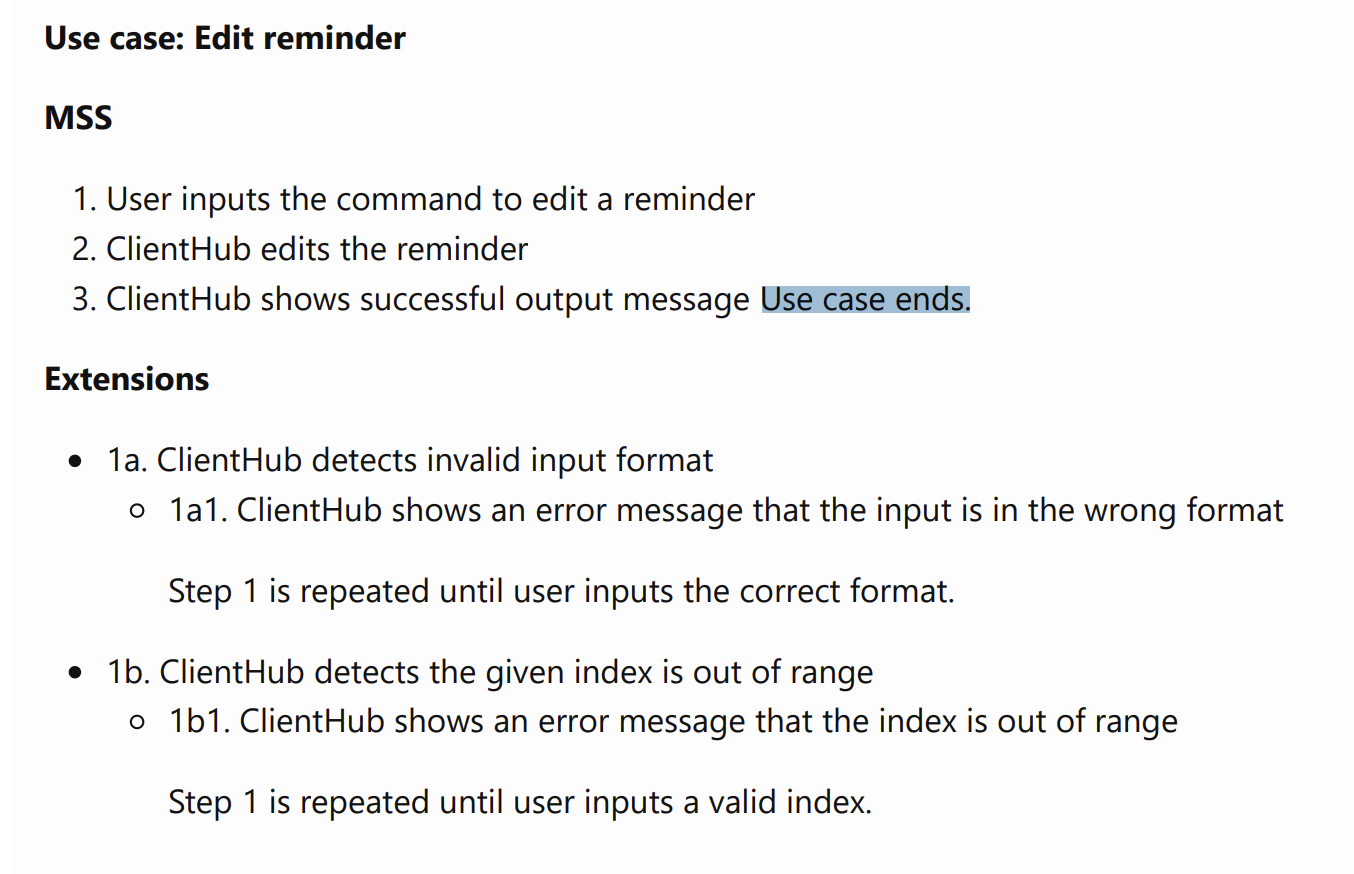 Use case: Edit reminder
MSS
1. User inputs the command to edit a reminder
2. ClientHub edits the reminder
3. ClientHub shows successful output message Use case ends.
Extensions
1a. ClientHub detects invalid input format
1a1. ClientHub shows an error message that the input is in the wrong format
Step 1 is repeated until user inputs the correct format.
1b. ClientHub detects the given index is out of range
1b1. ClientHub shows an error message that the index is out of range
Step 1 is repeated until user inputs a valid index.